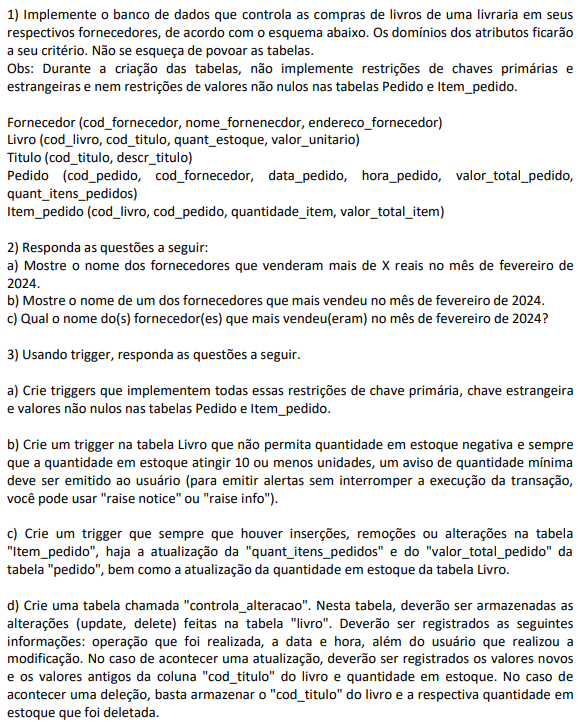 1) Implemente o banco de dados que controla as compras de livros de uma livraria em seus
respectivos fornecedores, de acordo com o esquema abaixo. Os domínios dos atributos ficarão
a seu critério. Não se esqueça de povoar as tabelas.
Obs: Durante a criação das tabelas, não implemente restrições de chaves primárias e
estrangeiras e nem restrições de valores não nulos nas tabelas Pedido e Item_pedido.
Fornecedor (cod_fornecedor, nome_fornenecdor, endereco_fornecedor)
Livro (cod_livro, cod_titulo, quant_estoque, valor_unitario)
Titulo (cod_titulo, descr_titulo)
Pedido (cod_pedido, cod_fornecedor, data_pedido, hora_pedido, valor_total_pedido,
quant_itens_pedidos)
Item_pedido (cod_livro, cod_pedido, quantidade_item, valor_total_item)
2) Responda as questões a seguir:
a) Mostre o nome dos fornecedores que venderam mais de X reais no mês de fevereiro de
2024.
b) Mostre o nome de um dos fornecedores que mais vendeu no mês de fevereiro de 2024.
c) Qual o nome do(s) fornecedor(es) que mais vendeu(eram) no mês de fevereiro de 2024?
3) Usando trigger, responda as questões a seguir.
a) Crie triggers que implementem todas essas restrições de chave primária, chave estrangeira
e valores não nulos nas tabelas Pedido e Item_pedido.
b) Crie um trigger na tabela Livro que não permita quantidade em estoque negativa e sempre
que a quantidade em estoque atingir 10 ou menos unidades, um aviso de quantidade mínima
deve ser emitido ao usuário (para emitir alertas sem interromper a execução da transação,
você pode usar "raise notice" ou "raise info").
c) Crie um trigger que sempre que houver inserções, remoções ou alterações na tabela
"Item_pedido", haja a atualização da "quant_itens_pedidos" e do "valor_total_pedido" da
tabela "pedido", bem como a atualização da quantidade em estoque da tabela Livro.
d) Crie uma tabela chamada "controla_alteracao". Nesta tabela, deverão ser armazenadas as
alterações (update, delete) feitas na tabela "livro". Deverão ser registrados as seguintes
informações: operação que foi realizada, a data e hora, além do usuário que realizou a
modificação. No caso de acontecer uma atualização, deverão ser registrados os valores novos
e os valores antigos da coluna "cod_titulo" do livro e quantidade em estoque. No caso de
acontecer uma deleção, basta armazenar o "cod_titulo" do livro e a respectiva quantidade em
estoque que foi deletada.